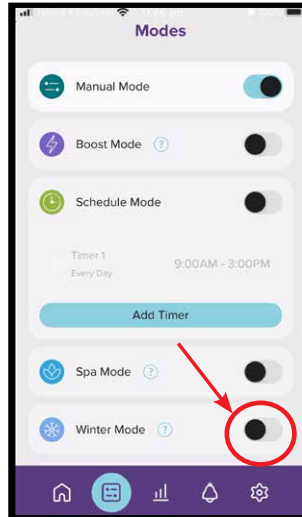 Modes
Manual Mode
Boost Mode ?
Schedule Mode
Timer 1
Every Day
9:00AM - 3:00PM
Add Timer
Spa Mode ?
Winter Mode ?